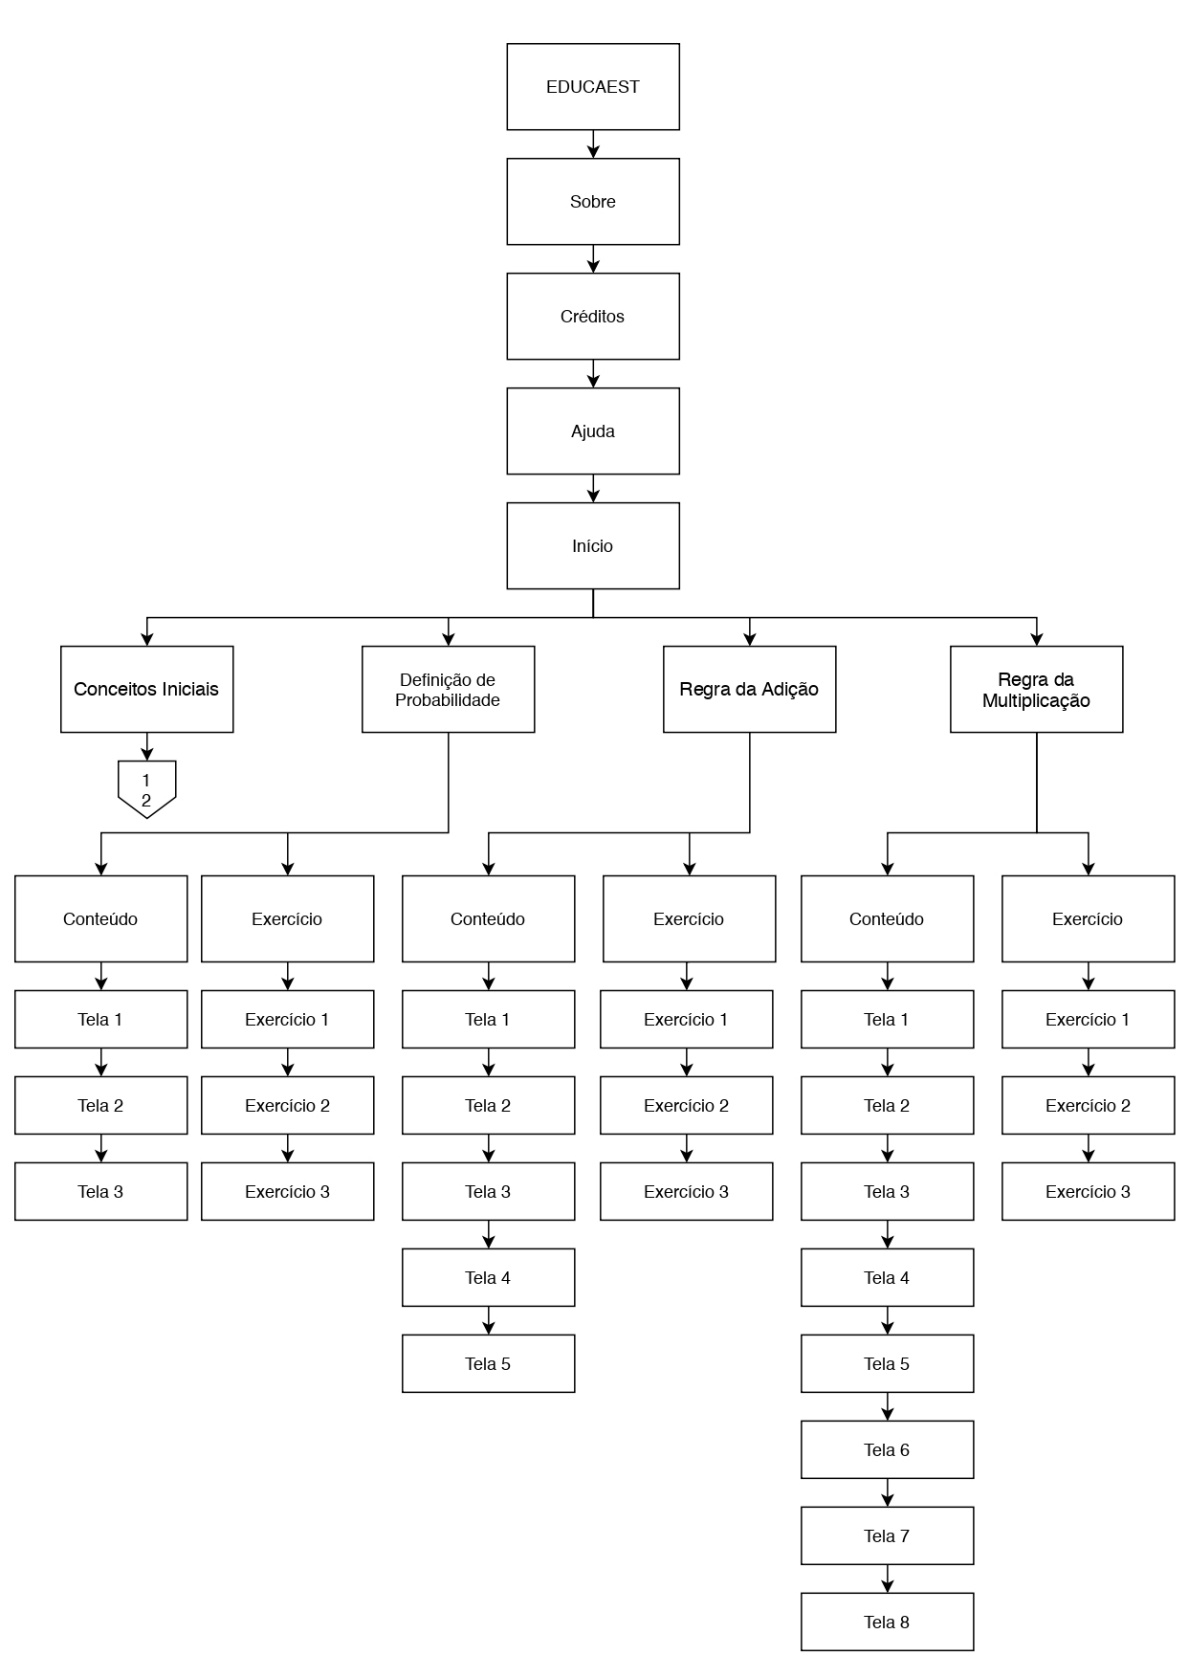 EDUCAEST
Sobre
Créditos
Ajuda
Início
Conceitos Iniciais
Definição de
Probabilidade
Regra da Adição
Regra da
Multiplicação
1
2
Conteúdo
Exercício
Conteúdo
Exercício
Conteúdo
Exercício
Tela 1
Exercício 1
Tela 1
Exercício 1
Tela 1
Exercício 1
Tela 2
Exercício 2
Tela 2
Exercício 2
Tela 2
Exercício 2
Tela 3
Exercício 3
Tela 3
Exercício 3
Tela 3
Exercício 3
Tela 4
Tela 4
Tela 5
Tela 5
Tela 6
Tela 7
Tela 8